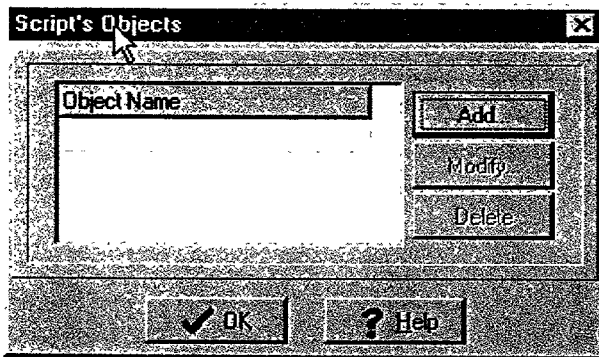 Script's Objects
Object Name
Add...
Modify...
Delete
OK
Help